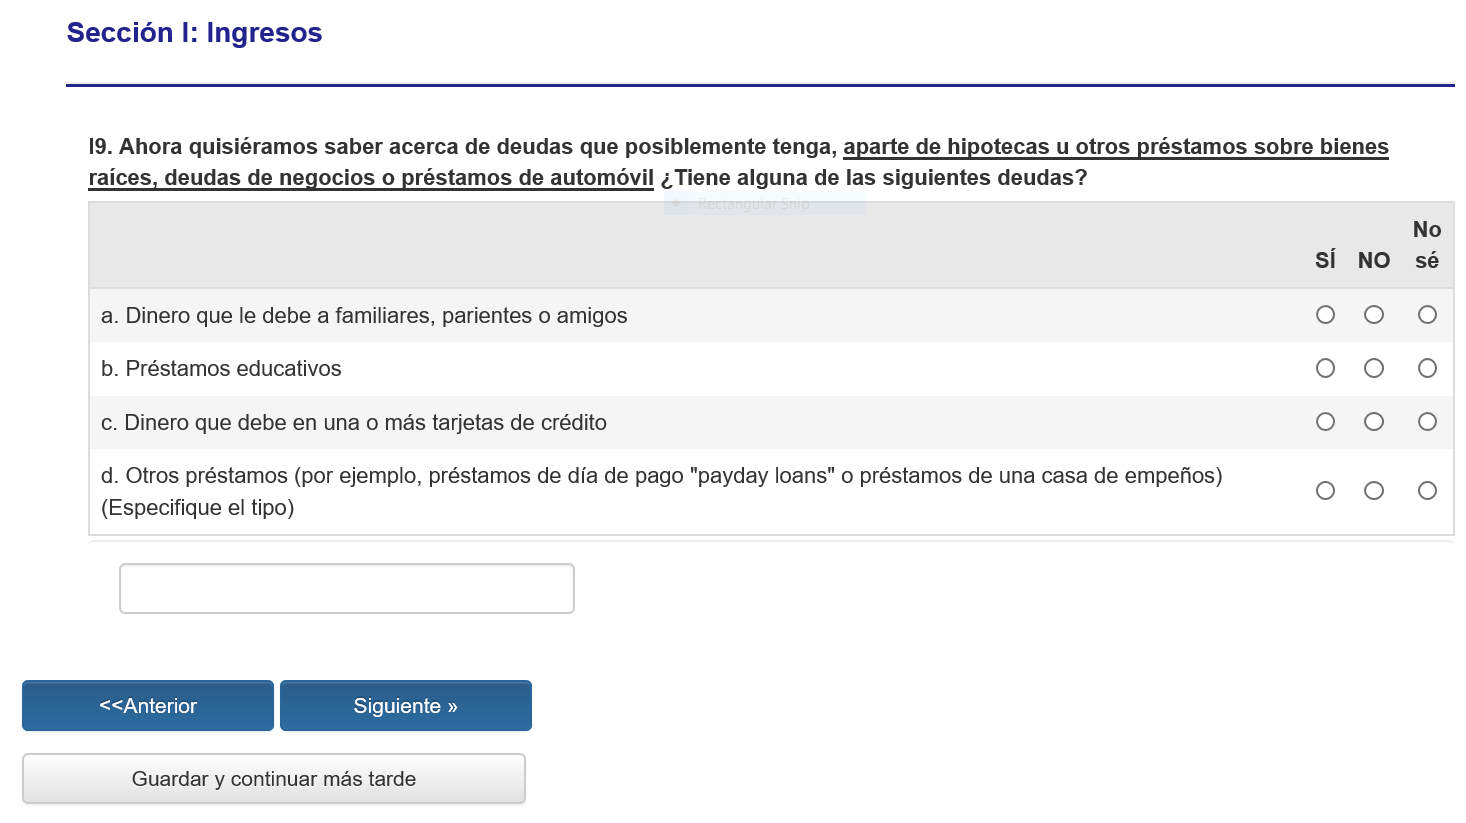 Sección I: Ingresos
I9. Ahora quisiéramos saber acerca de deudas que posiblemente tenga, aparte de hipotecas u otros préstamos sobre bienes
raíces, deudas de negocios o préstamos de automóvil ¿Tiene alguna de las siguientes deudas?
Rectangular Snip
No
SÍ NO sé
a. Dinero que le debe a familiares, parientes o amigos
b. Préstamos educativos
c. Dinero que debe en una o más tarjetas de crédito
d. Otros préstamos (por ejemplo, préstamos de día de pago "payday loans" o préstamos de una casa de empeños)
(Especifique el tipo)
<<Anterior
Siguiente »
Guardar y continuar más tarde